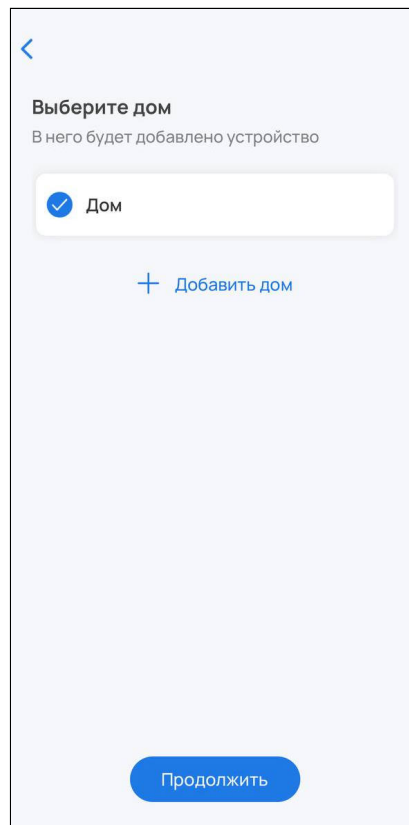 Выберите дом
В него будет добавлено устройство
Дом
Добавить дом
Продолжить